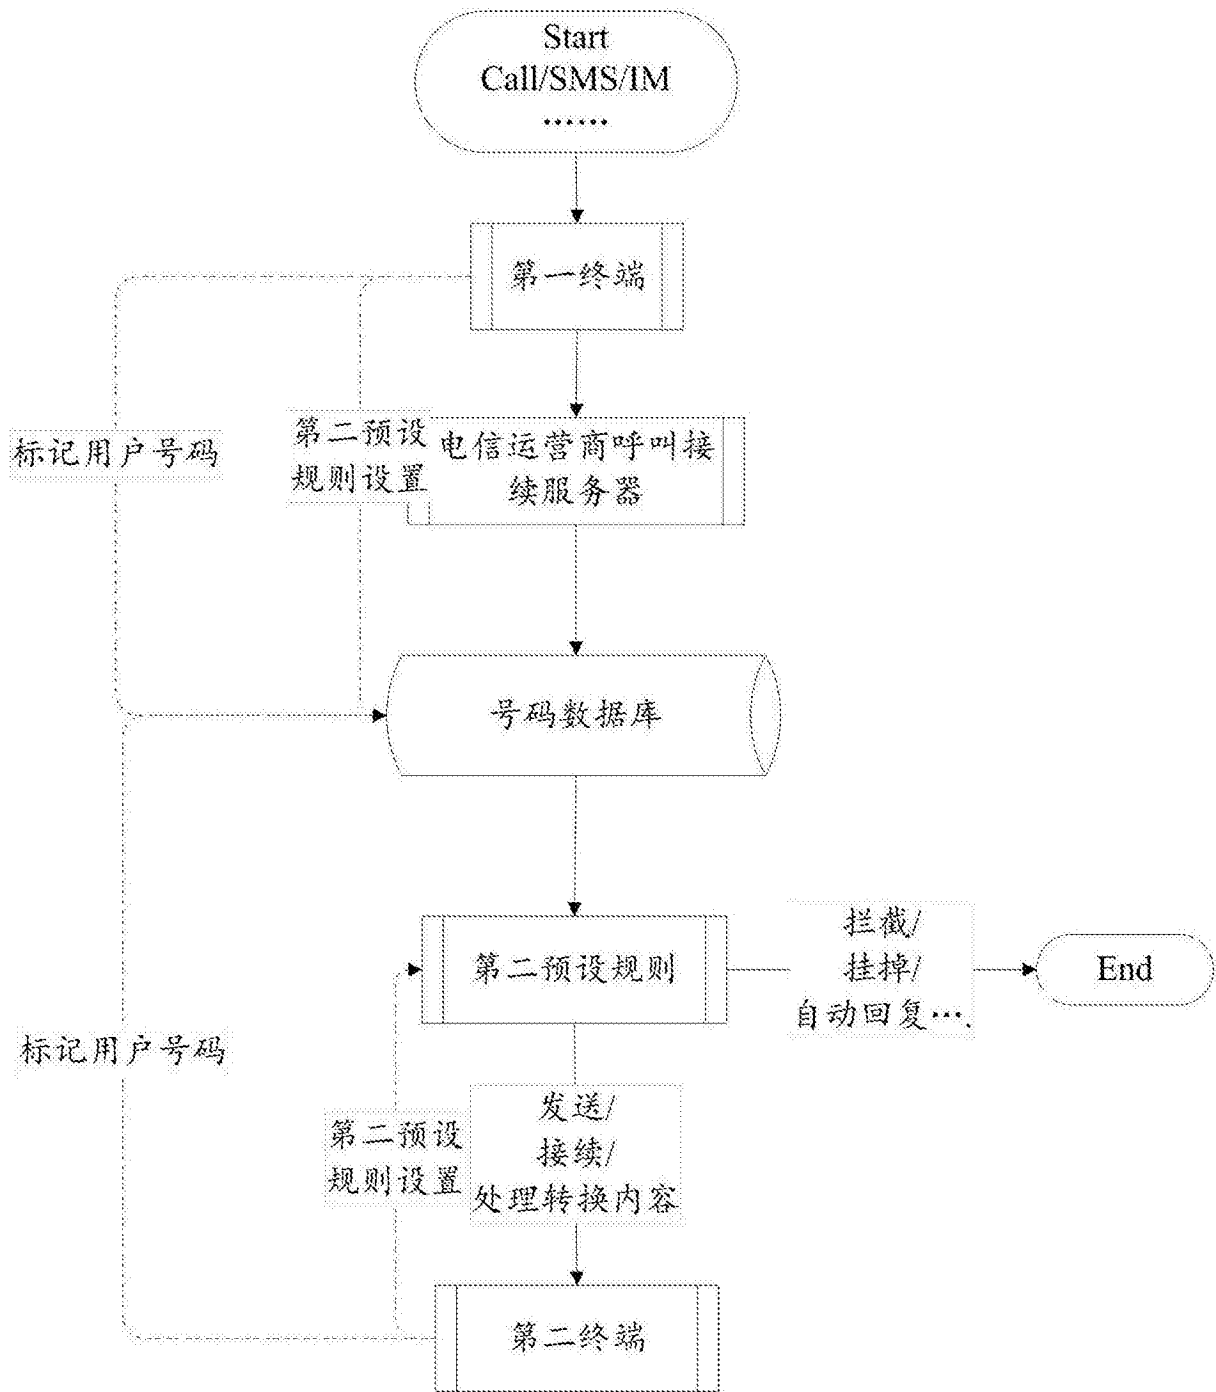 Start
Call/SMS/IM
……
第一终端
标记用户号码
第二预设
规则设置
电信运营商呼叫接
续服务器
号码数据库
第二预设规则
拦截/
挂掉/
自动回复….
End
标记用户号码
第二预设
规则设置
发送/
接续/
处理转换内容
第二终端